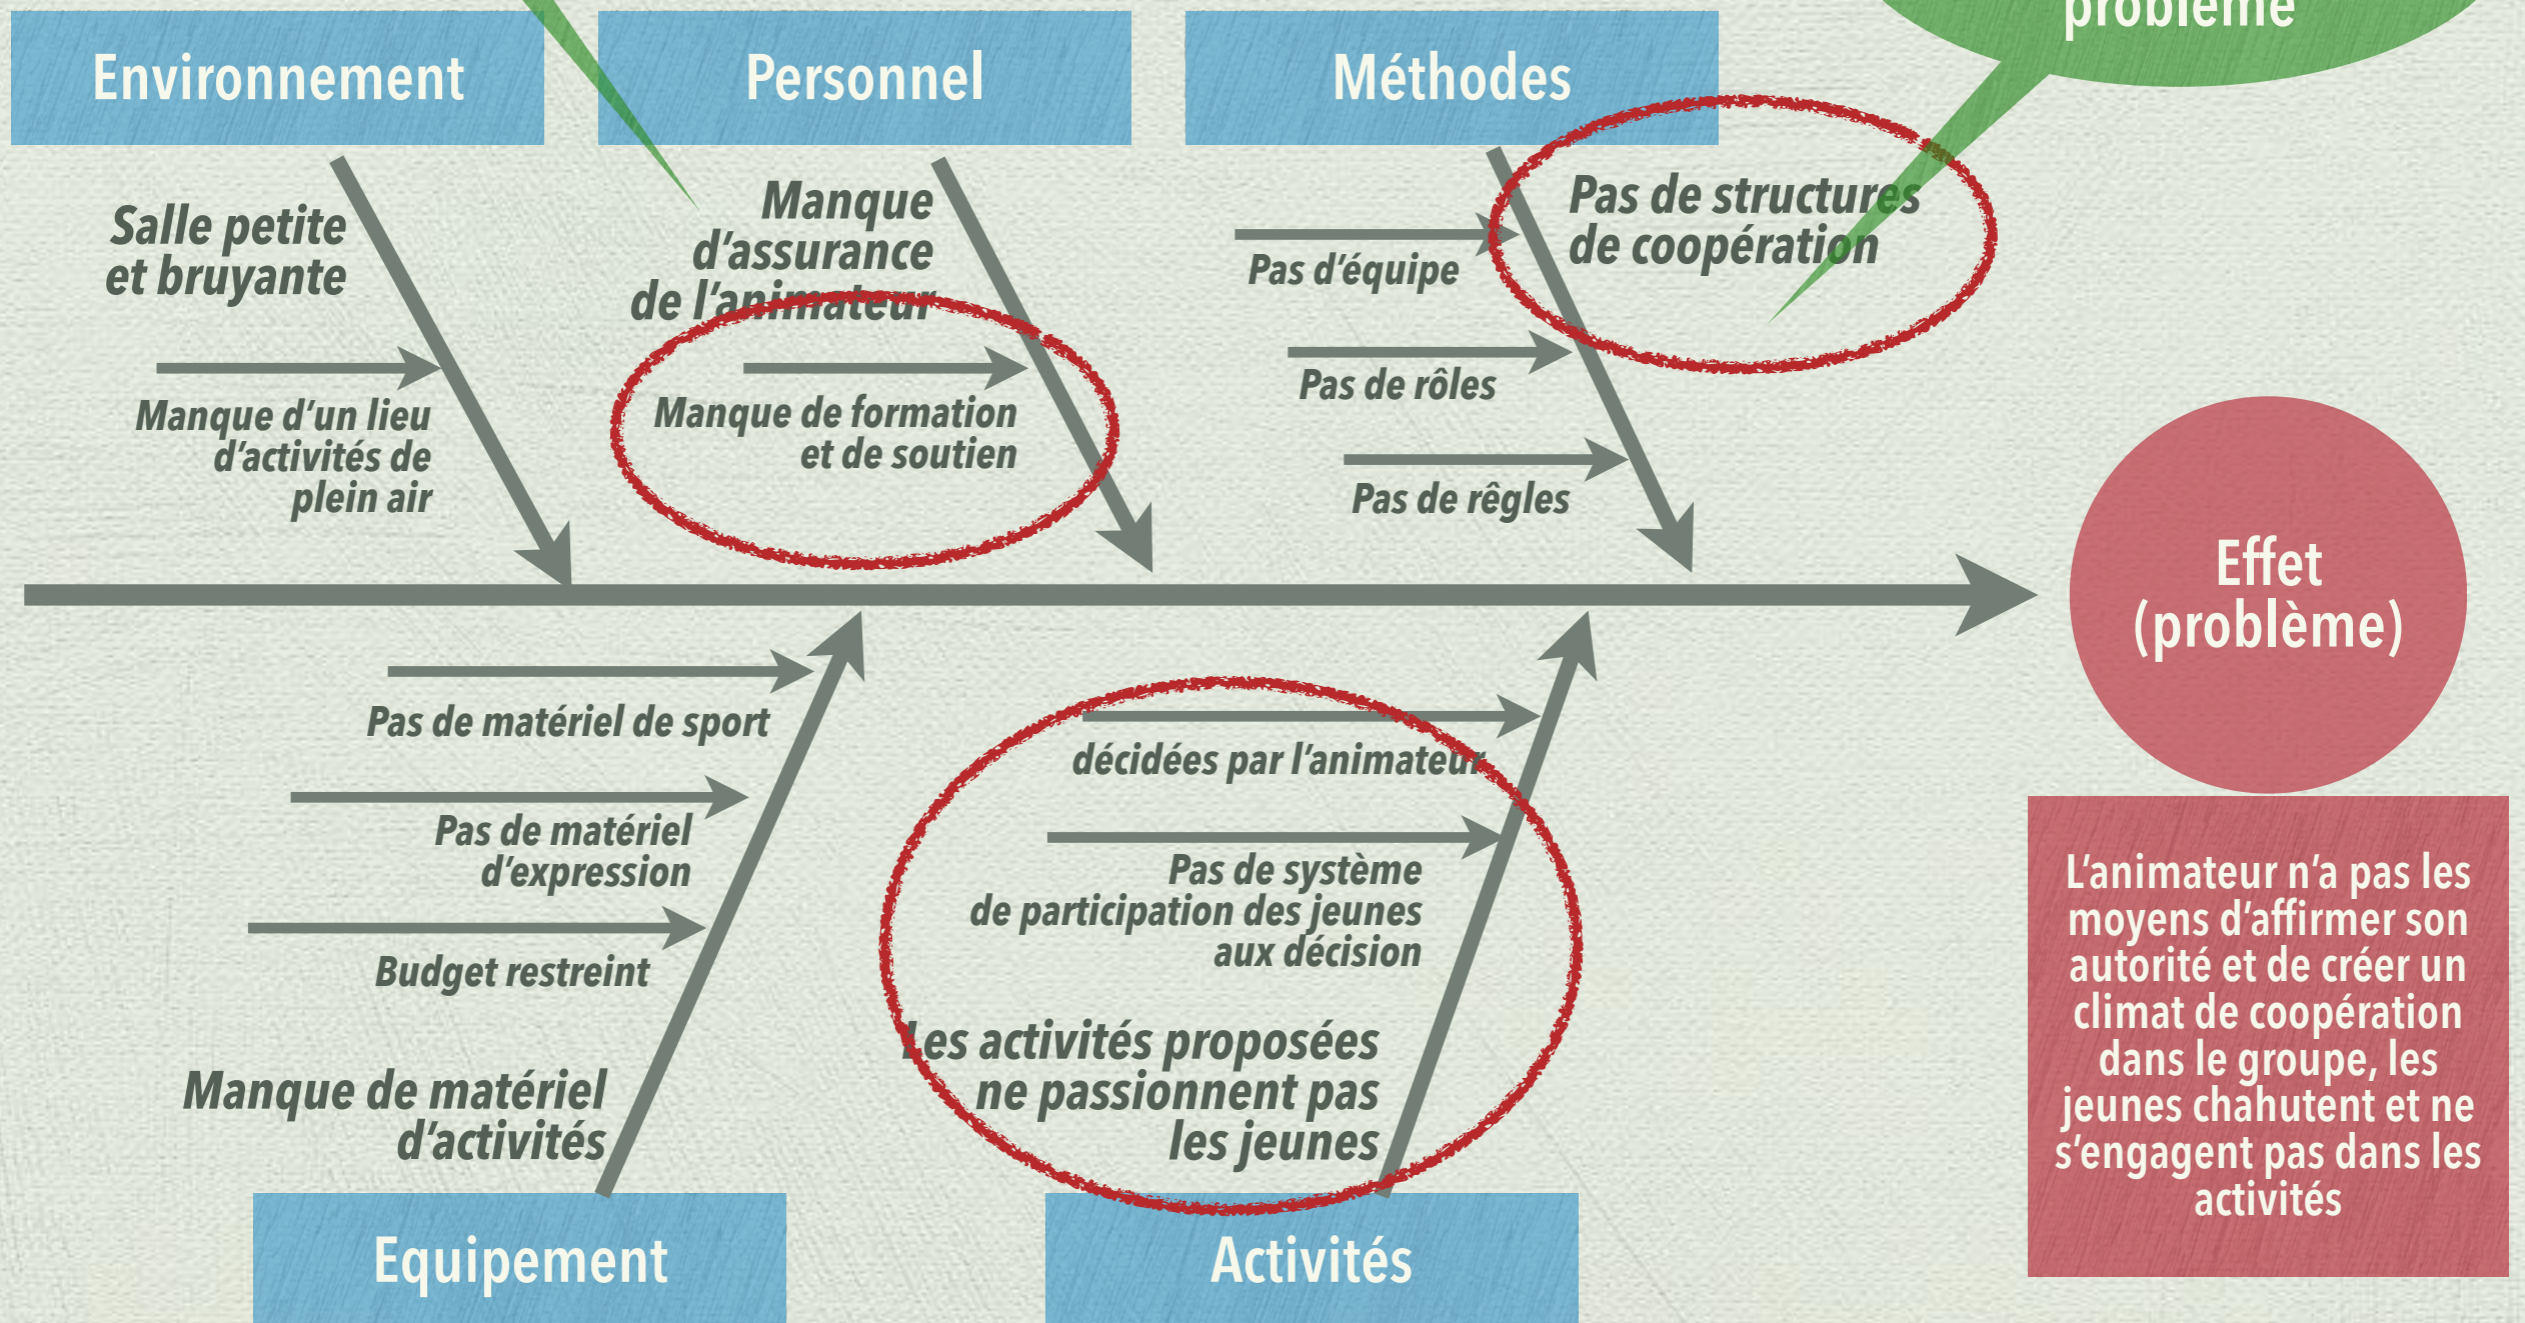 problème
Environnement
Personnel
Méthodes
Salle petite
et bruyante
Manque d'un lieu
d'activités de
plein air
Manque
d'assurance
de l'animateur
Manque de formation
et de soutien
Pas de structures
de coopération
Pas d'équipe
Pas de rôles
Pas de rêgles
Effet
(problème)
Pas de matériel de sport
Pas de matériel
d'expression
Budget restreint
Manque de matériel
d'activités
décidées par l'animateur
Pas de système
de participation des jeunes
aux décision
Les activités proposées
ne passionnent pas
les jeunes
L'animateur n'a pas les
moyens d'affirmer son
autorité et de créer un
climat de coopération
dans le groupe, les
jeunes chahutent et ne
s'engagent pas dans les
activités
Equipement
Activités